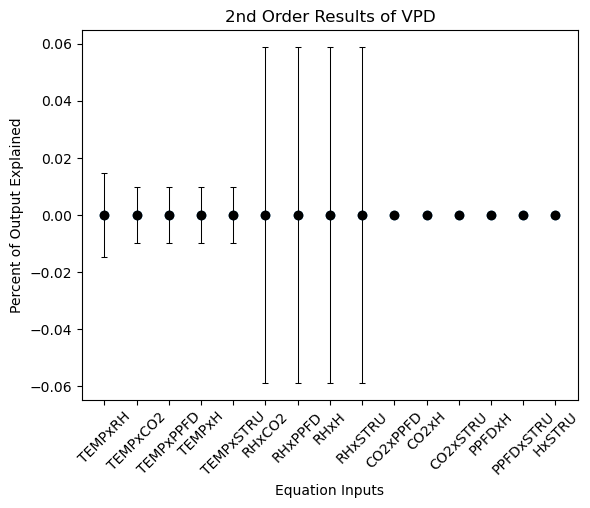 2nd Order Results of VPD
Percent of Output Explained
0.06
0.04
0.02
0.00
−0.02
−0.04
−0.06
TEMPxRH
TEMPxCO2
TEMPxPPFD
TEMPxH
TEMPxSTRU
RHxCO2
RHxPPFD
RHxH
RHxSTRU
CO2xPPFD
CO2xH
CO2xSTRU
PPFDxH
PPFDxSTRU
HxSTRU
Equation Inputs